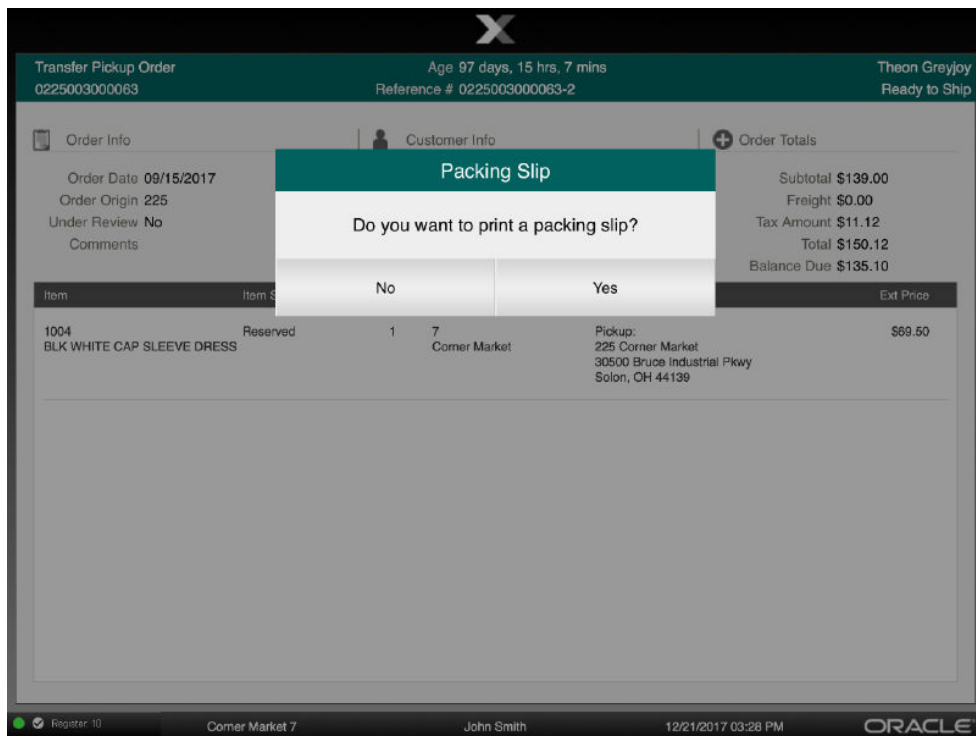 X
Transfer Pickup Order
Age 97 days, 15 hrs, 7 mins
Theon Greyjoy
0225003000063
Reference # 0225003000063-2
Ready to Ship
Order Info
Customer Info
Order Totals
Packing Slip
Do you want to print a packing slip?
No
Yes
Order Date 09/15/2017
Order Origin 225
Under Review No
Comments
Subtotal $139.00
Freight $0.00
Tax Amount $11.12
Total $150.12
Balance Due $135.10
Item
Item
Ext Price
1004 Reserved 1 7 Pickup: $69.50
BLK WHITE CAP SLEEVE DRESS Corner Market 225 Corner Market
30500 Bruce Industrial Pkwy
Solon, OH 44139
Register 10
Corner Market 7
John Smith
12/21/2017 03:28 PM
ORACLE